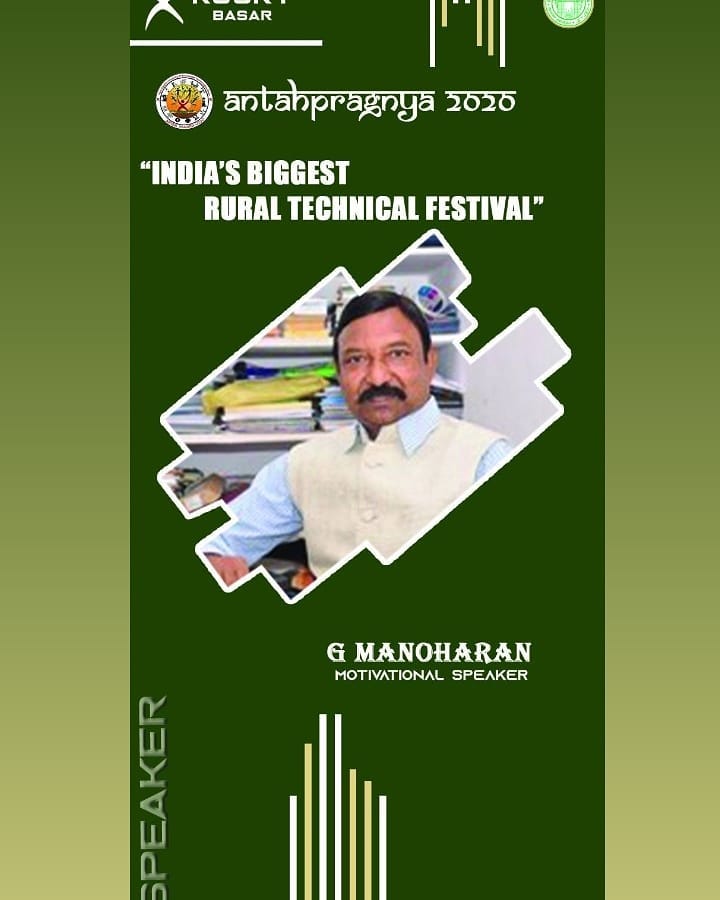 BASAR
antahpragnya 2020
“INDIA’S BIGGEST
RURAL TECHNICAL FESTIVAL”
G MANOHARAN
MOTIVATIONAL SPEAKER
SPEAKER